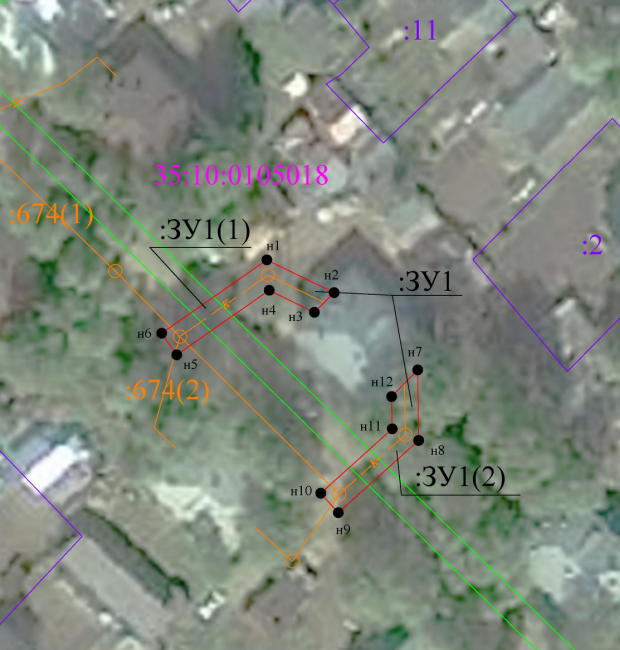 :11
35:10:0105018
:674(1)
:ЗУ1(1)
:2
н1
:ЗУ1
н2
н4
н3
н6
н5
н7
:674(2)
н12
н11
н8
:ЗУ1(2)
н10
н9